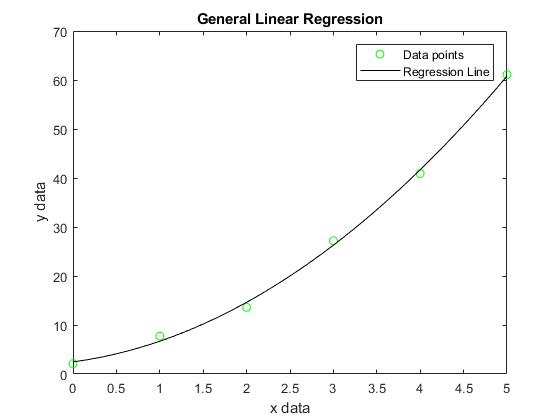 General Linear Regression
70
60
50
40
30
20
10
0
y data
Data points
Regression Line
0 0.5 1 1.5 2 2.5 3 3.5 4 4.5 5
x data